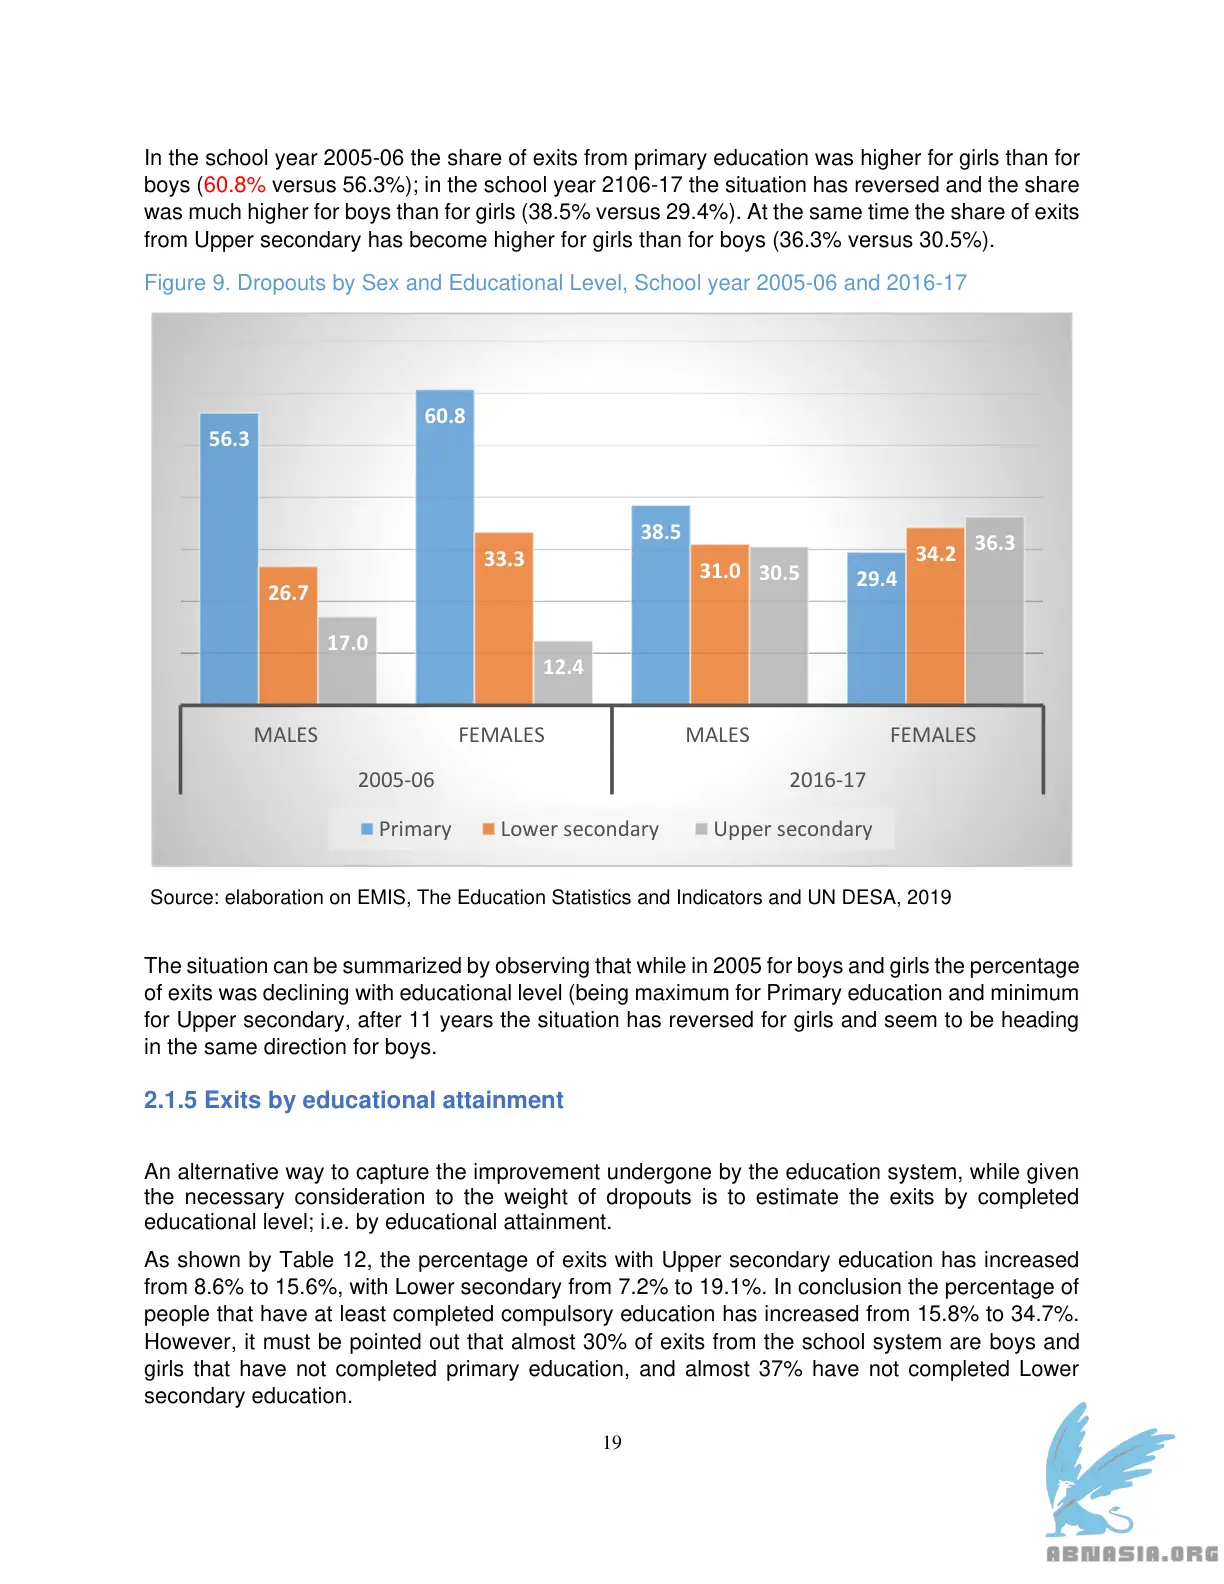 In the school year 2005-06 the share of exits from primary education was higher for girls than for
boys (60.8% versus 56.3%); in the school year 2106-17 the situation has reversed and the share
was much higher for boys than for girls (38.5% versus 29.4%). At the same time the share of exits
from Upper secondary has become higher for girls than for boys (36.3% versus 30.5%).
Figure 9. Dropouts by Sex and Educational Level, School year 2005-06 and 2016-17
56.3
26.7
17.0
60.8
33.3
12.4
38.5
31.0
30.5
29.4
34.2
36.3
MALES
FEMALES
MALES
FEMALES
2005-06
2016-17
Primary
Lower secondary
Upper secondary
Source: elaboration on EMIS, The Education Statistics and Indicators and UN DESA, 2019
The situation can be summarized by observing that while in 2005 for boys and girls the percentage
of exits was declining with educational level (being maximum for Primary education and minimum
for Upper secondary, after 11 years the situation has reversed for girls and seem to be heading
in the same direction for boys.
2.1.5 Exits by educational attainment
An alternative way to capture the improvement undergone by the education system, while given
the necessary consideration to the weight of dropouts is to estimate the exits by completed
educational level; i.e. by educational attainment.
As shown by Table 12, the percentage of exits with Upper secondary education has increased
from 8.6% to 15.6%, with Lower secondary from 7.2% to 19.1%. In conclusion the percentage of
people that have at least completed compulsory education has increased from 15.8% to 34.7%.
However, it must be pointed out that almost 30% of exits from the school system are boys and
girls that have not completed primary education, and almost 37% have not completed Lower
secondary education.
19
ABNASIA.ORG